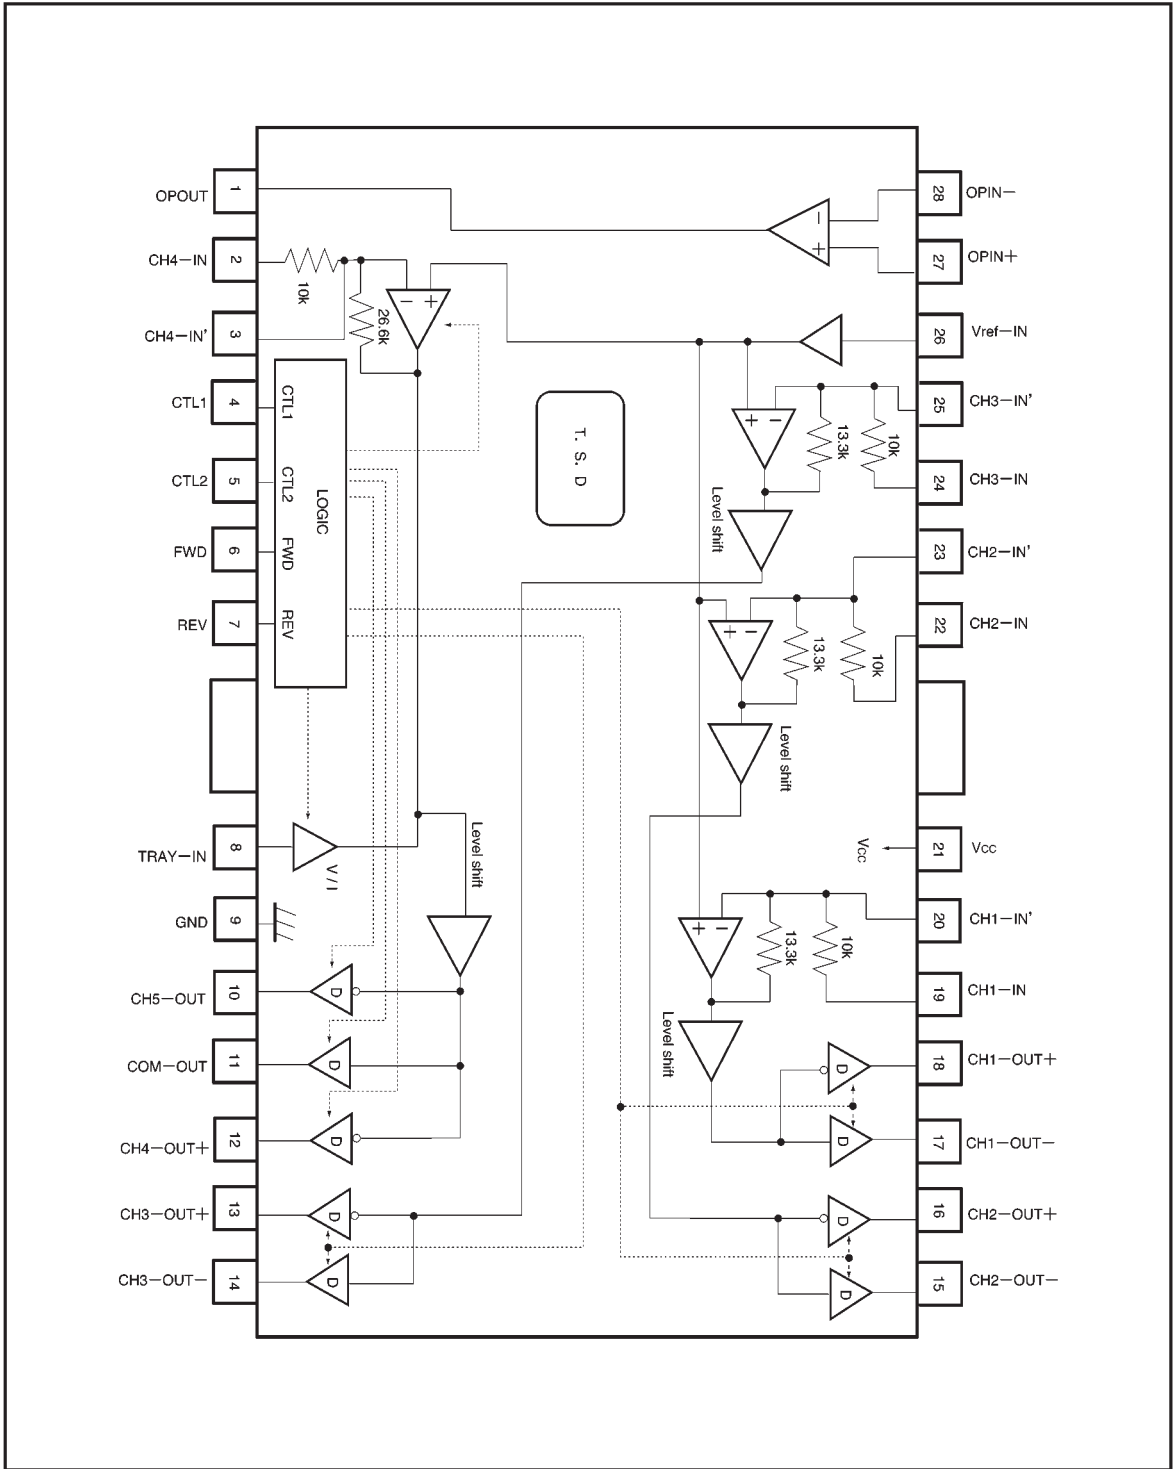 OPOUT 1
CH4-IN 2
CH4-IN' 3
CTL1 4
CTL2 5
FWD 6
REV 7
TRAY-IN 8
GND 9
CH5-OUT 10
COM-OUT 11
CH4-OUT+ 12
CH3-OUT+ 13
CH3-OUT- 14
28 OPIN-
27 OPIN+
26 Vref-IN
25 CH3-IN'
24 CH3-IN
23 CH2-IN'
22 CH2-IN
21 Vcc
20 CH1-IN'
19 CH1-IN
18 CH1-OUT+
17 CH1-OUT-
16 CH2-OUT+
15 CH2-OUT-
10k
26.6k
- +
CTL1
CTL2
FWD
REV
LOGIC
V / I
Level shift
D
D
D
D
D
T. S. D
-
+
+ -
13.3k
10k
Level shift
+ -
13.3k
10k
Level shift
Vcc
+ -
13.3k
10k
Level shift
D
D
D
D